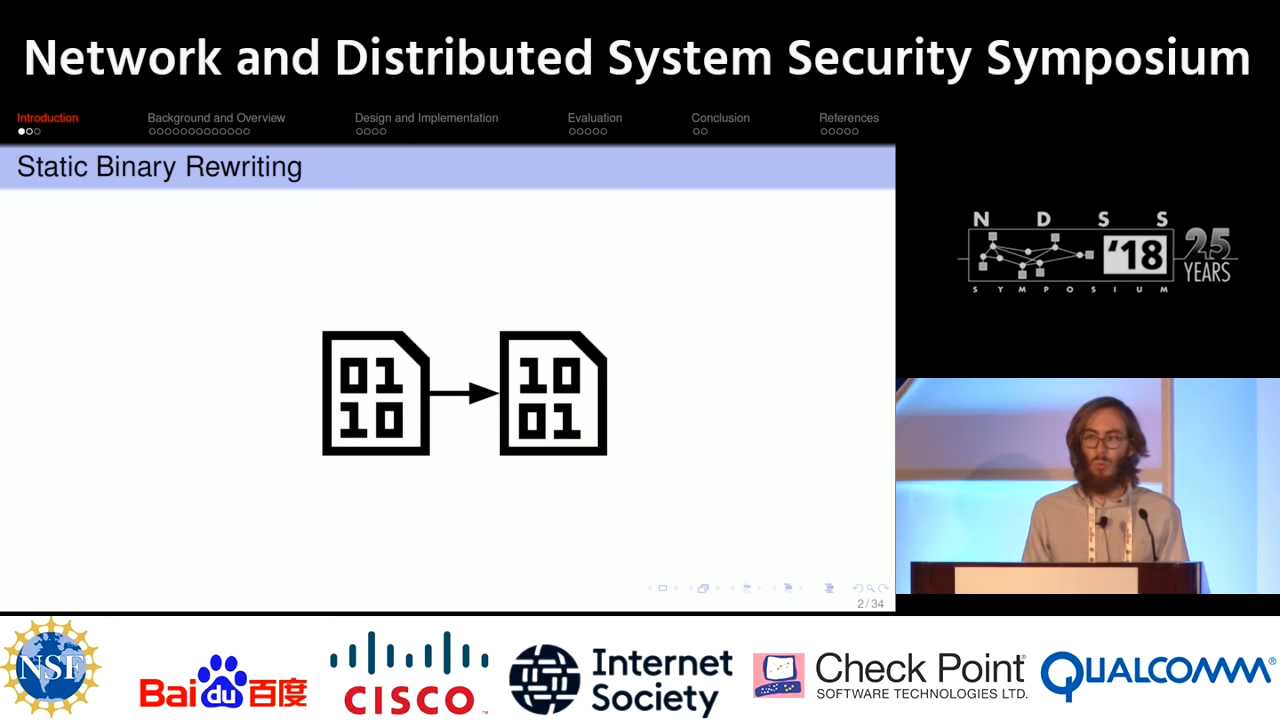 Network and Distributed System Security Symposium
Introduction
Background and Overview
Design and Implementation
Evaluation
Conclusion
References
Static Binary Rewriting
01
10
10
01
2 / 34
N D S S
'18
25
YEARS
S Y M P O S I U M
NSF
Bai du 百度
CISCO
Internet
Society
Check Point
SOFTWARE TECHNOLOGIES LTD.
QUALCOMM®